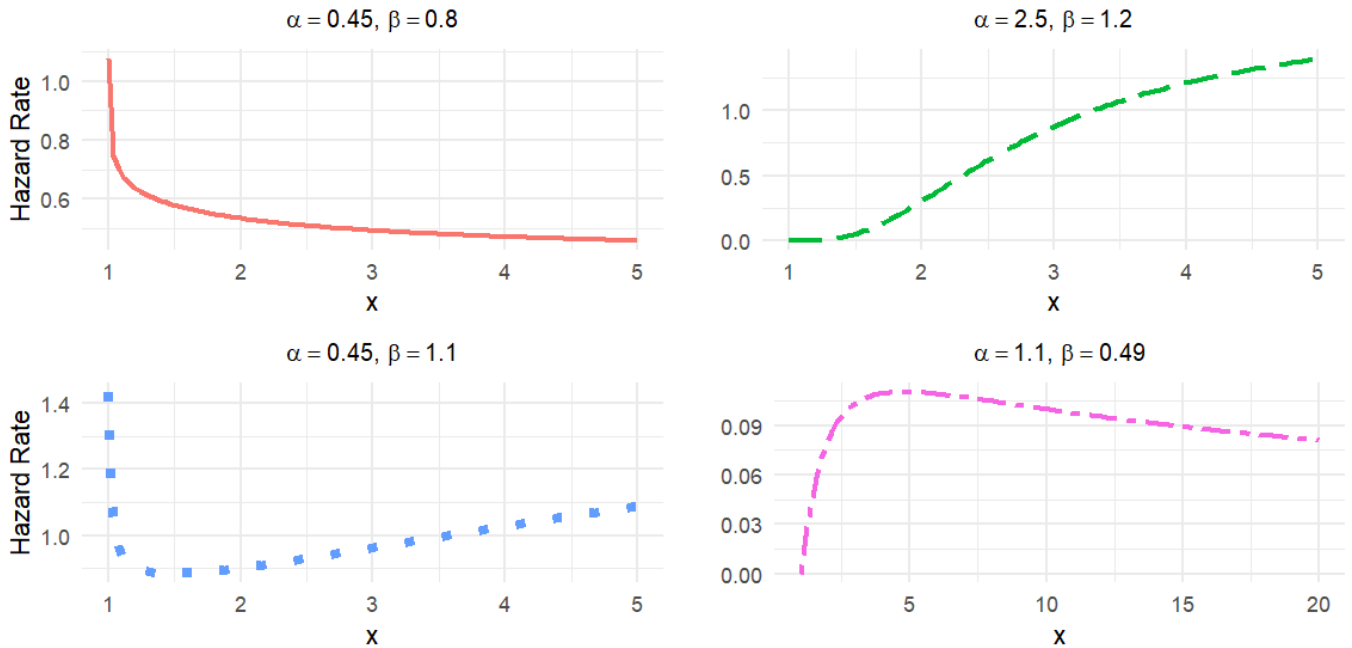 α = 0.45, β = 0.8
1.0
0.8
0.6
Hazard Rate
1 2 3 4 5
x
α = 2.5, β = 1.2
1.0
0.5
0.0
1 2 3 4 5
x
α = 0.45, β = 1.1
1.4
1.2
1.0
Hazard Rate
1 2 3 4 5
x
α = 1.1, β = 0.49
0.09
0.06
0.03
0.00
5 10 15 20
x